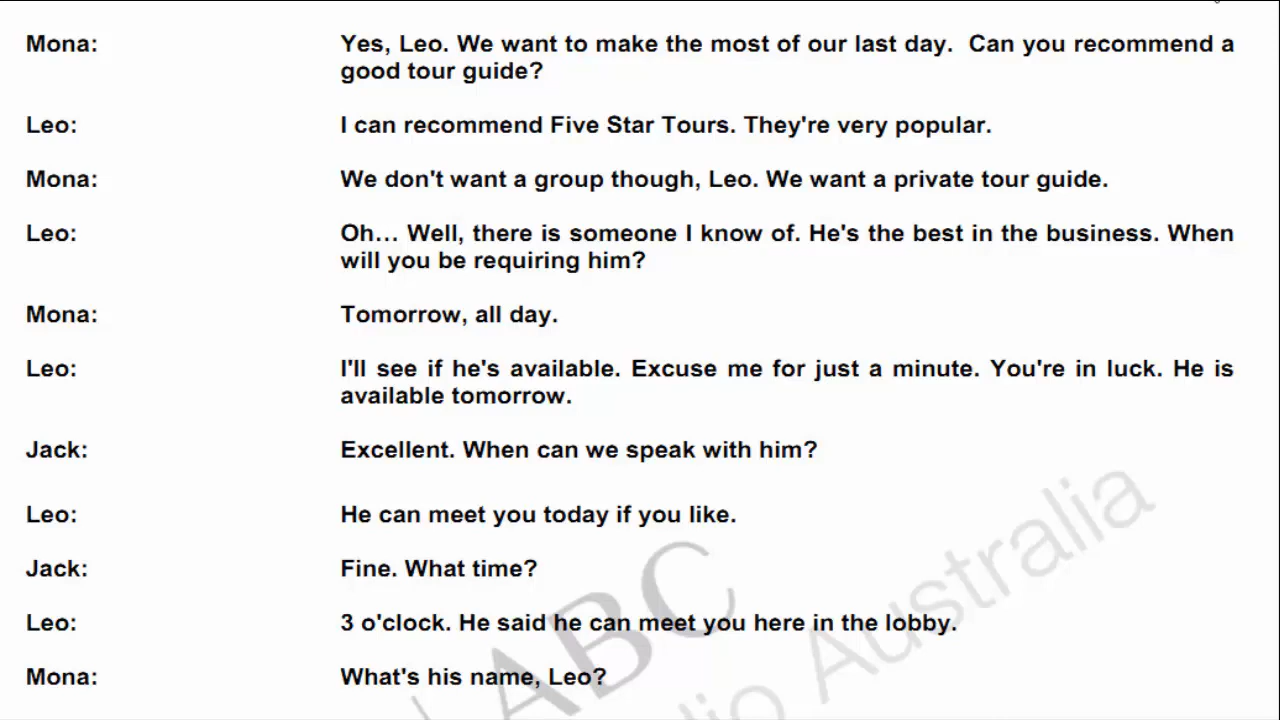 Mona: Yes, Leo. We want to make the most of our last day. Can you recommend a
good tour guide?
Leo: I can recommend Five Star Tours. They're very popular.
Mona: We don't want a group though, Leo. We want a private tour guide.
Leo: Oh… Well, there is someone I know of. He's the best in the business. When
will you be requiring him?
Mona: Tomorrow, all day.
Leo: I'll see if he's available. Excuse me for just a minute. You're in luck. He is
available tomorrow.
Jack: Excellent. When can we speak with him?
Leo: He can meet you today if you like.
Jack: Fine. What time?
Leo: 3 o'clock. He said he can meet you here in the lobby.
Mona: What's his name, Leo?
ABC
Australia